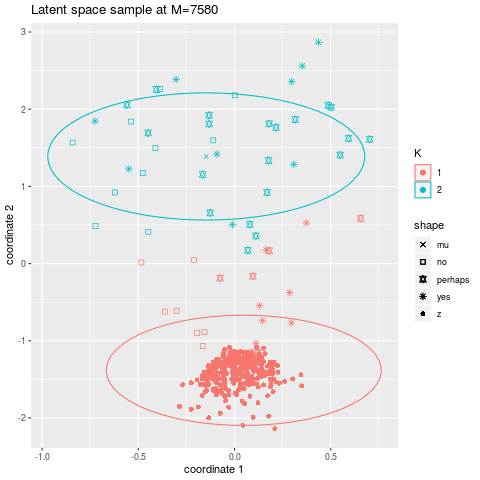 Latent space sample at M=7580
3
2
1
0
-1
-2
coordinate 2
-1.0
-0.5
0.0
0.5
coordinate 1
K
1
2
shape
mu
no
perhaps
yes
z